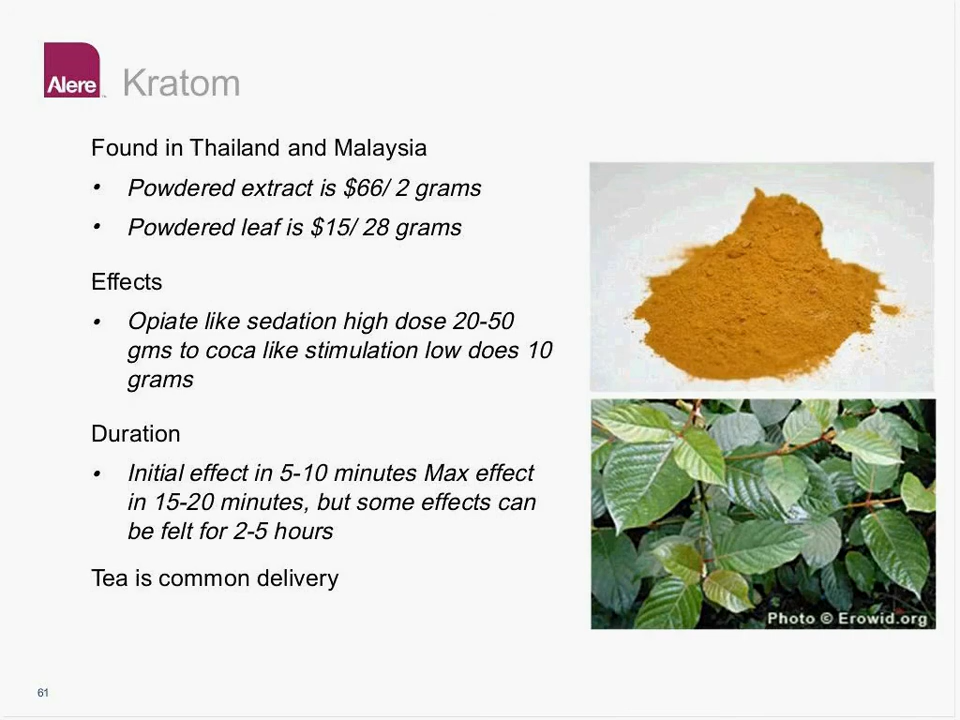 Alere
Kratom
Found in Thailand and Malaysia
• Powdered extract is $66/ 2 grams
• Powdered leaf is $15/ 28 grams
Effects
• Opiate like sedation high dose 20-50
gms to coca like stimulation low does 10
grams
Duration
• Initial effect in 5-10 minutes Max effect
in 15-20 minutes, but some effects can
be felt for 2-5 hours
Tea is common delivery
Photo © Erowid.org
61